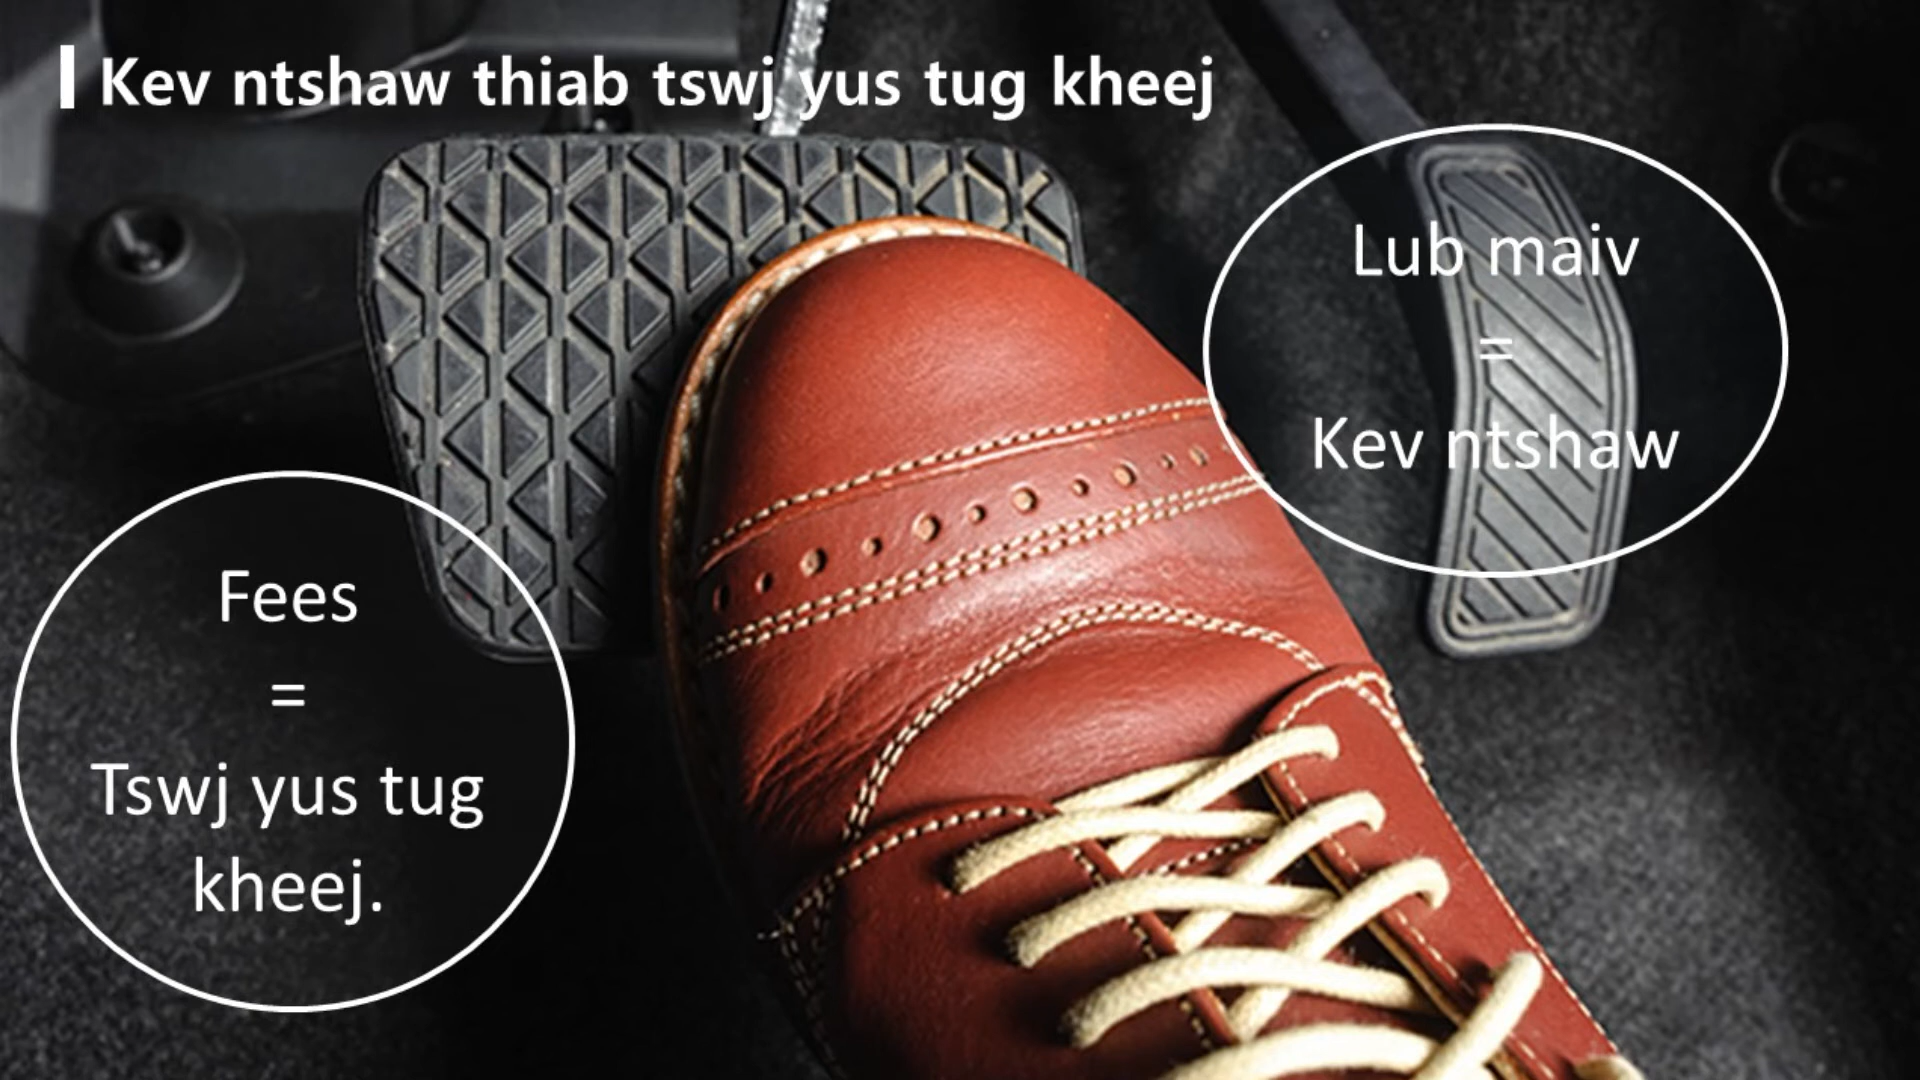 Kev ntshaw thiab tswj yus tug kheej
Lub maiv
=
Kev ntshaw
Fees
=
Tswj yus tug
kheej.